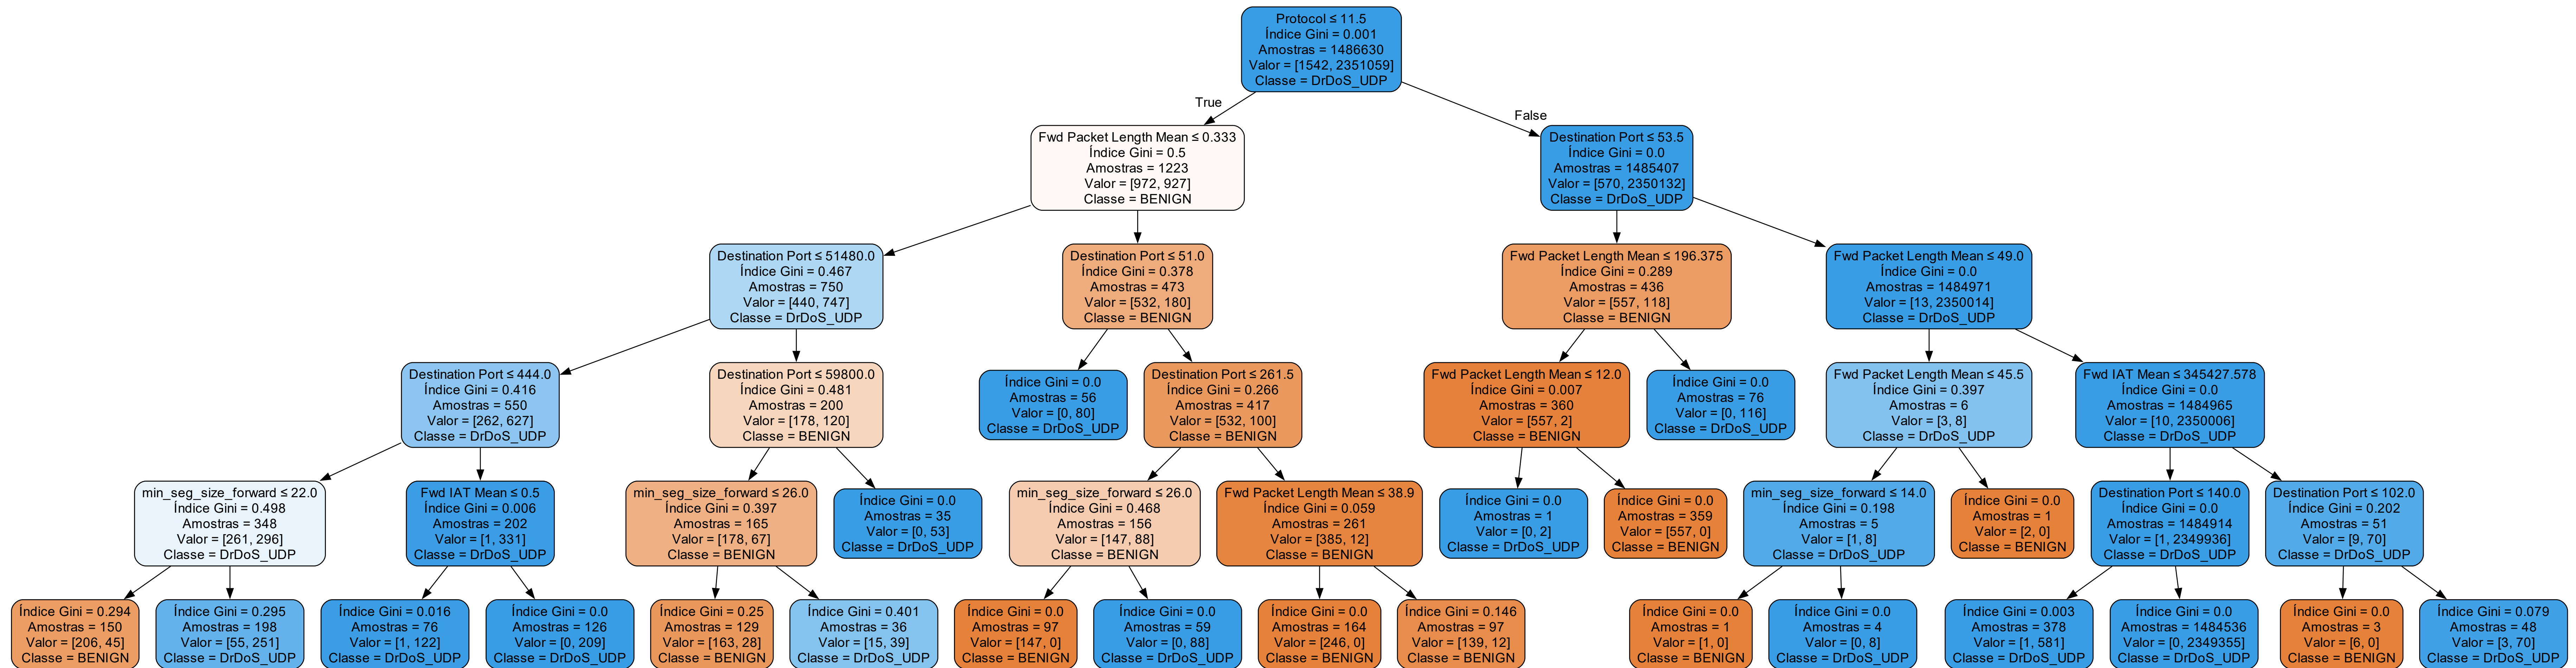 Protocol ≤ 11.5
Índice Gini = 0.001
Amostras = 1486630
Valor = [1542, 2351059]
Classe = DrDoS_UDP
True
False
Fwd Packet Length Mean ≤ 0.333
Índice Gini = 0.5
Amostras = 1223
Valor = [972, 927]
Classe = BENIGN
Destination Port ≤ 53.5
Índice Gini = 0.0
Amostras = 1485407
Valor = [570, 2350132]
Classe = DrDoS_UDP
Destination Port ≤ 51480.0
Índice Gini = 0.467
Amostras = 750
Valor = [440, 747]
Classe = DrDoS_UDP
Destination Port ≤ 51.0
Índice Gini = 0.378
Amostras = 473
Valor = [532, 180]
Classe = BENIGN
Fwd Packet Length Mean ≤ 196.375
Índice Gini = 0.289
Amostras = 436
Valor = [557, 118]
Classe = BENIGN
Fwd Packet Length Mean ≤ 49.0
Índice Gini = 0.0
Amostras = 1484971
Valor = [13, 2350014]
Classe = DrDoS_UDP
Destination Port ≤ 444.0
Índice Gini = 0.416
Amostras = 550
Valor = [262, 627]
Classe = DrDoS_UDP
Destination Port ≤ 59800.0
Índice Gini = 0.481
Amostras = 200
Valor = [178, 120]
Classe = BENIGN
Índice Gini = 0.0
Amostras = 56
Valor = [0, 80]
Classe = DrDoS_UDP
Destination Port ≤ 261.5
Índice Gini = 0.266
Amostras = 417
Valor = [532, 100]
Classe = BENIGN
Fwd Packet Length Mean ≤ 12.0
Índice Gini = 0.007
Amostras = 360
Valor = [557, 2]
Classe = BENIGN
Índice Gini = 0.0
Amostras = 76
Valor = [0, 116]
Classe = DrDoS_UDP
Fwd Packet Length Mean ≤ 45.5
Índice Gini = 0.397
Amostras = 6
Valor = [3, 8]
Classe = DrDoS_UDP
Fwd IAT Mean ≤ 345427.578
Índice Gini = 0.0
Amostras = 1484965
Valor = [10, 2350006]
Classe = DrDoS_UDP
min_seg_size_forward ≤ 22.0
Índice Gini = 0.498
Amostras = 348
Valor = [261, 296]
Classe = DrDoS_UDP
Fwd IAT Mean ≤ 0.5
Índice Gini = 0.006
Amostras = 202
Valor = [1, 331]
Classe = DrDoS_UDP
min_seg_size_forward ≤ 26.0
Índice Gini = 0.397
Amostras = 165
Valor = [178, 67]
Classe = BENIGN
Índice Gini = 0.0
Amostras = 35
Valor = [0, 53]
Classe = DrDoS_UDP
min_seg_size_forward ≤ 26.0
Índice Gini = 0.468
Amostras = 156
Valor = [147, 88]
Classe = BENIGN
Fwd Packet Length Mean ≤ 38.9
Índice Gini = 0.059
Amostras = 261
Valor = [385, 12]
Classe = BENIGN
Índice Gini = 0.0
Amostras = 1
Valor = [0, 2]
Classe = DrDoS_UDP
Índice Gini = 0.0
Amostras = 359
Valor = [557, 0]
Classe = BENIGN
min_seg_size_forward ≤ 14.0
Índice Gini = 0.198
Amostras = 5
Valor = [1, 8]
Classe = DrDoS_UDP
Índice Gini = 0.0
Amostras = 1
Valor = [2, 0]
Classe = BENIGN
Destination Port ≤ 140.0
Índice Gini = 0.0
Amostras = 1484914
Valor = [1, 2349936]
Classe = DrDoS_UDP
Destination Port ≤ 102.0
Índice Gini = 0.202
Amostras = 51
Valor = [9, 70]
Classe = DrDoS_UDP
Índice Gini = 0.294
Amostras = 150
Valor = [206, 45]
Classe = BENIGN
Índice Gini = 0.295
Amostras = 198
Valor = [55, 251]
Classe = DrDoS_UDP
Índice Gini = 0.016
Amostras = 76
Valor = [1, 122]
Classe = DrDoS_UDP
Índice Gini = 0.0
Amostras = 126
Valor = [0, 209]
Classe = DrDoS_UDP
Índice Gini = 0.25
Amostras = 129
Valor = [163, 28]
Classe = BENIGN
Índice Gini = 0.401
Amostras = 36
Valor = [15, 39]
Classe = DrDoS_UDP
Índice Gini = 0.0
Amostras = 97
Valor = [147, 0]
Classe = BENIGN
Índice Gini = 0.0
Amostras = 59
Valor = [0, 88]
Classe = DrDoS_UDP
Índice Gini = 0.0
Amostras = 164
Valor = [246, 0]
Classe = BENIGN
Índice Gini = 0.146
Amostras = 97
Valor = [139, 12]
Classe = BENIGN
Índice Gini = 0.0
Amostras = 1
Valor = [1, 0]
Classe = BENIGN
Índice Gini = 0.0
Amostras = 4
Valor = [0, 8]
Classe = DrDoS_UDP
Índice Gini = 0.003
Amostras = 378
Valor = [1, 581]
Classe = DrDoS_UDP
Índice Gini = 0.0
Amostras = 1484536
Valor = [0, 2349355]
Classe = DrDoS_UDP
Índice Gini = 0.0
Amostras = 3
Valor = [6, 0]
Classe = BENIGN
Índice Gini = 0.079
Amostras = 48
Valor = [3, 70]
Classe = DrDoS_UDP